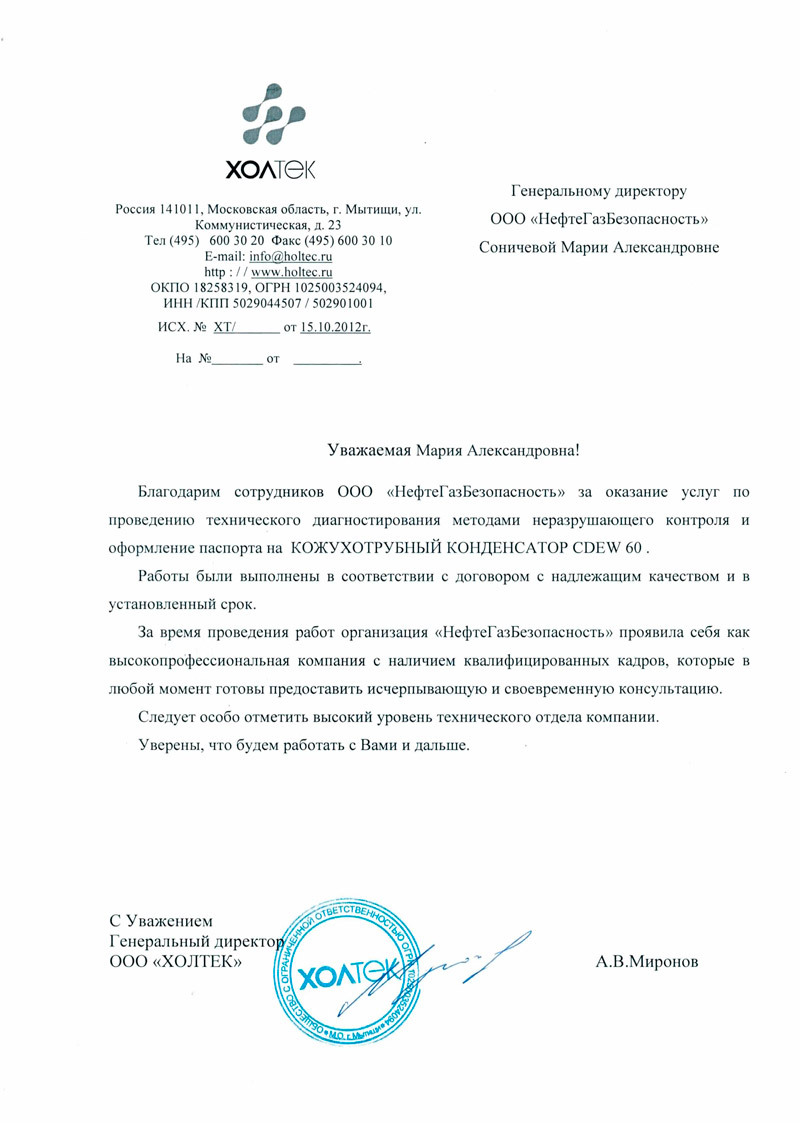 ХОЛТЕК
Россия 141011, Московская область, г. Мытищи, ул.
Коммунистическая, д. 23
Тел (495) 600 30 20 Факс (495) 600 30 10
E-mail: info@holtec.ru
http : / / www.holtec.ru
ОКПО 18258319, ОГРН 1025003524094,
ИНН /КПП 5029044507 / 502901001
ИСХ. № ХТ/______ от 15.10.2012г.
На №_______ от _________.
Генеральному директору
ООО «НефтеГазБезопасность»
Соничевой Марии Александровне
Уважаемая Мария Александровна!
Благодарим сотрудников ООО «НефтеГазБезопасность» за оказание услуг по
проведению технического диагностирования методами неразрушающего контроля и
оформление паспорта на КОЖУХОТРУБНЫЙ КОНДЕНСАТОР CDEW 60 .
Работы были выполнены в соответствии с договором с надлежащим качеством и в
установленный срок.
За время проведения работ организация «НефтеГазБезопасность» проявила себя как
высокопрофессиональная компания с наличием квалифицированных кадров, которые в
любой момент готовы предоставить исчерпывающую и своевременную консультацию.
Следует особо отметить высокий уровень технического отдела компании.
Уверены, что будем работать с Вами и дальше.
С Уважением
Генеральный директор
ООО «ХОЛТЕК»
А.В.Миронов
ОБЩЕСТВО С ОГРАНИЧЕННОЙ ОТВЕТСТВЕННОСТЬЮ ОГРН 1025003524094
М.О. г. Мытищи
ХОЛТЕК